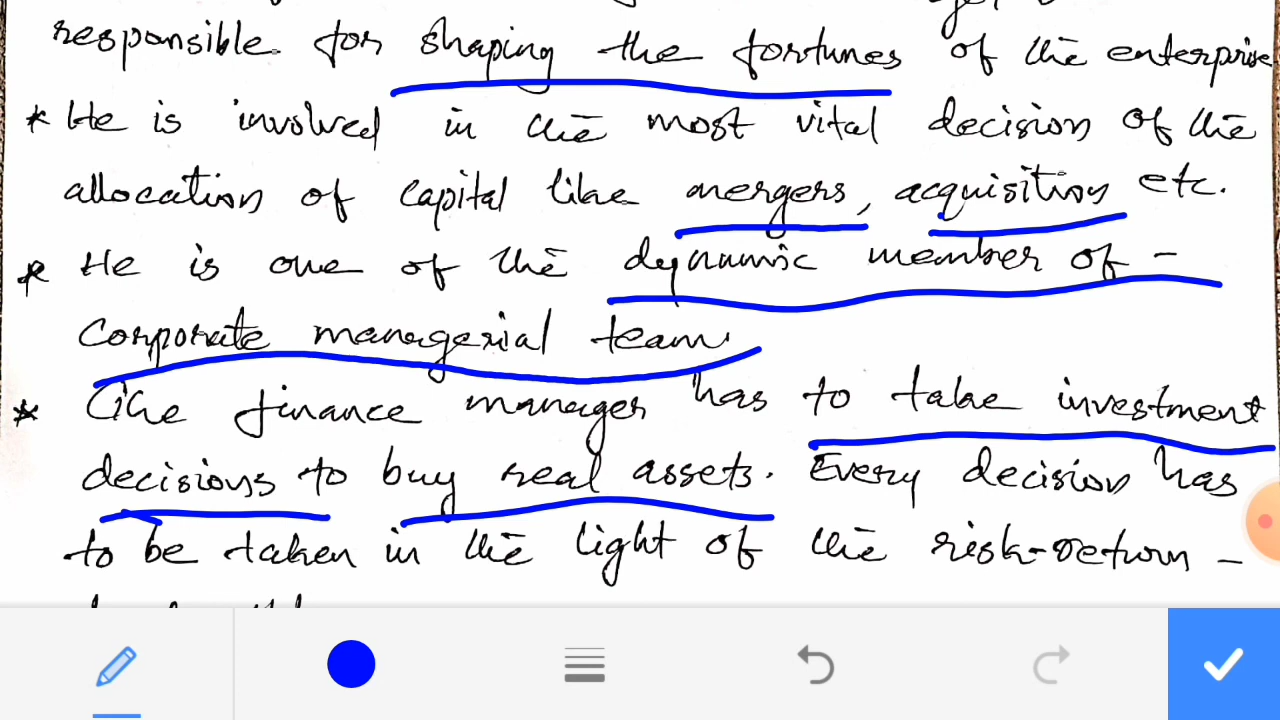 responsible for shaping the fortunes of the enterprise
* He is involved in the most vital decision of the
allocation of capital like mergers, acquisition etc.
* He is one of the dynamic member of -
Corporate managerial team.
* The finance manager has to take investment
decisions to buy real assets. Every decision has
to be taken in the light of the risk-return -